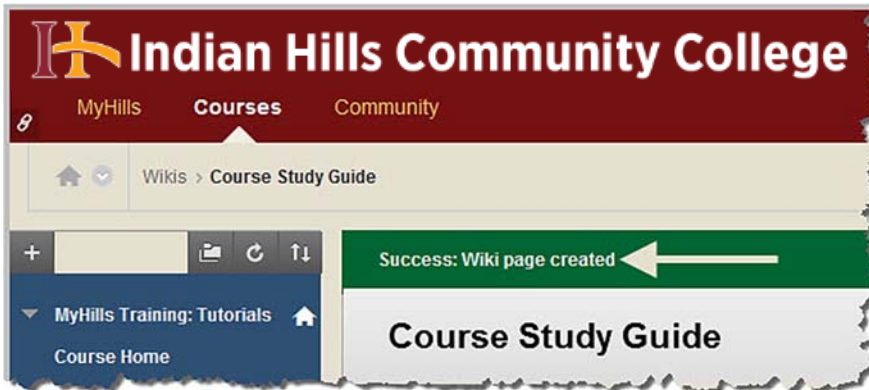 Indian Hills Community College
MyHills Courses Community
Wikis > Course Study Guide
Success: Wiki page created
MyHills Training: Tutorials
Course Study Guide
Course Home